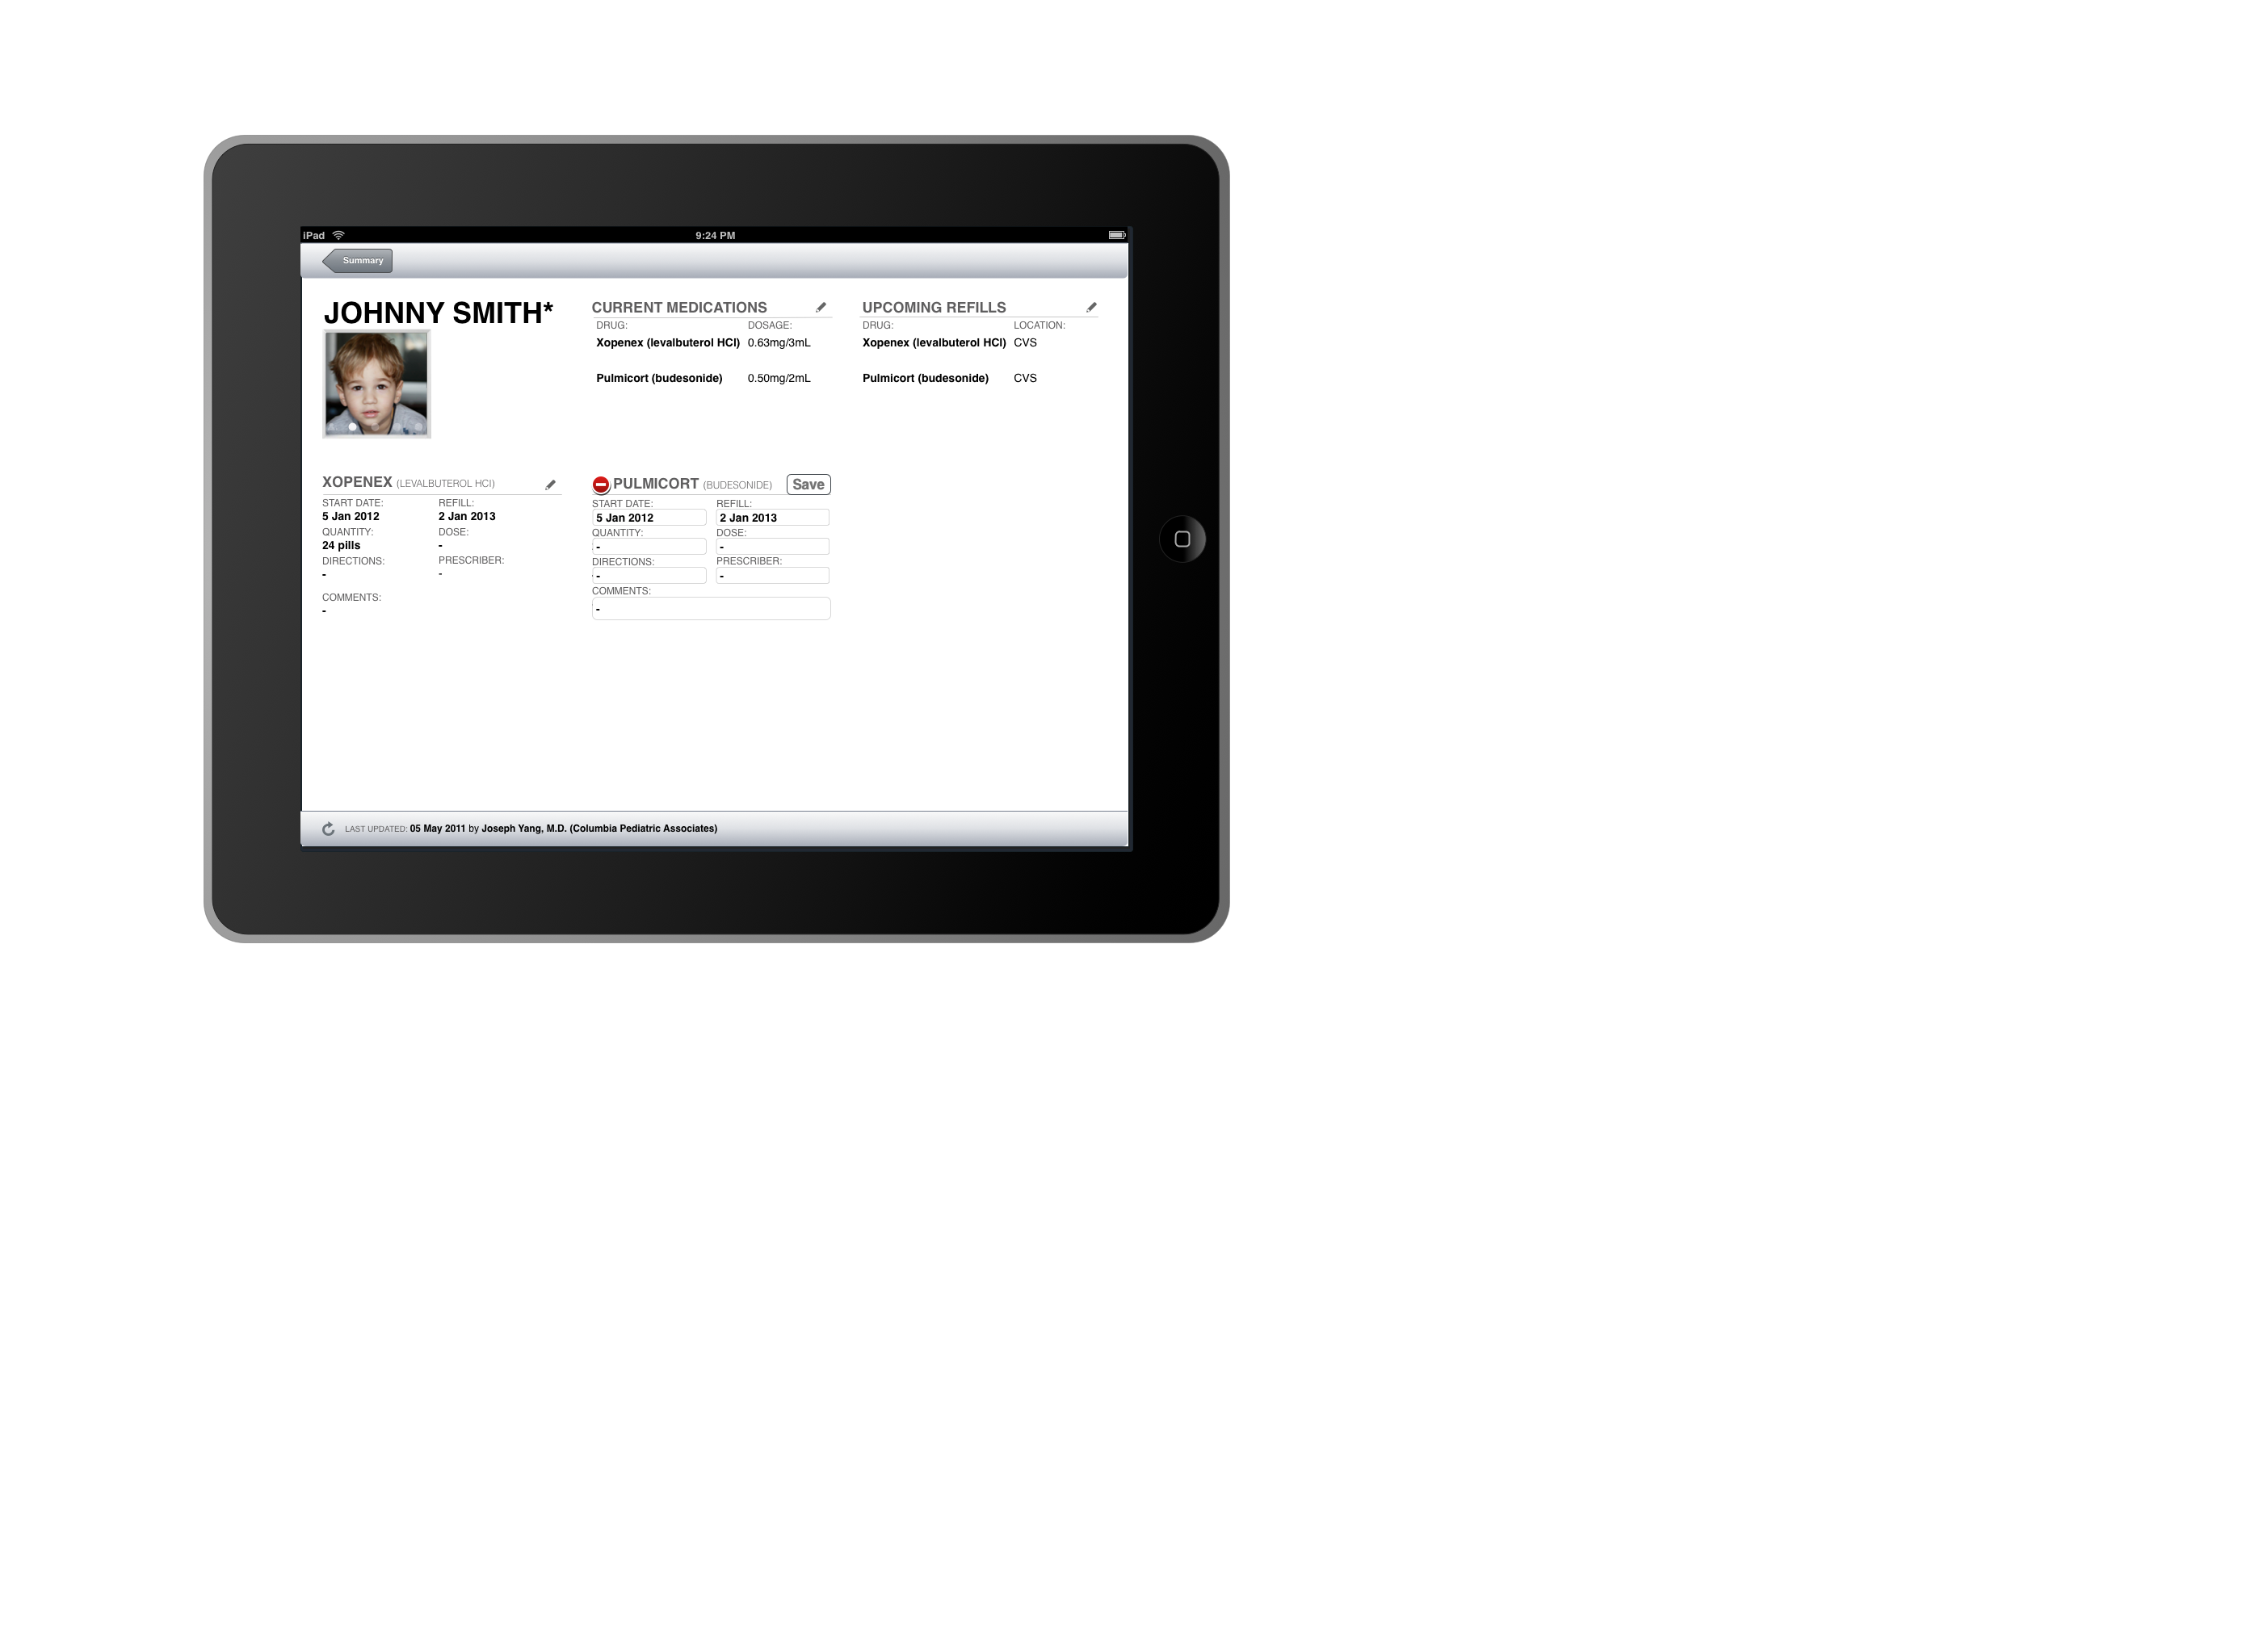 iPad 9:24 PM
Summary
JOHNNY SMITH*
CURRENT MEDICATIONS
DRUG: DOSAGE:
Xopenex (levalbuterol HCl) 0.63mg/3mL
Pulmicort (budesonide) 0.50mg/2mL
UPCOMING REFILLS
DRUG: LOCATION:
Xopenex (levalbuterol HCl) CVS
Pulmicort (budesonide) CVS
XOPENEX (LEVALBUTEROL HCl)
START DATE: REFILL:
5 Jan 2012 2 Jan 2013
QUANTITY: DOSE:
24 pills -
DIRECTIONS: PRESCRIBER:
- -
COMMENTS:
-
PULMICORT (BUDESONIDE) Save
START DATE: REFILL:
5 Jan 2012 2 Jan 2013
QUANTITY: DOSE:
- -
DIRECTIONS: PRESCRIBER:
- -
COMMENTS:
-
LAST UPDATED: 05 May 2011 by Joseph Yang, M.D. (Columbia Pediatric Associates)